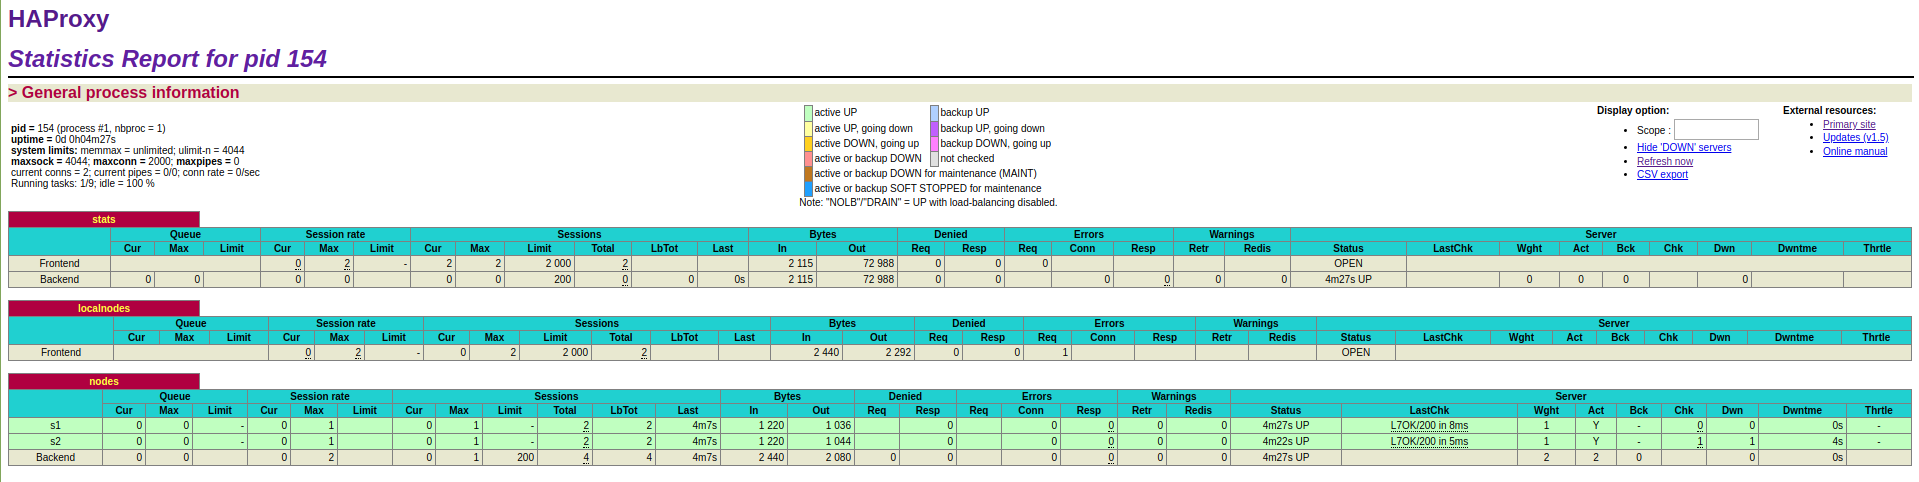 HAProxy
Statistics Report for pid 154
> General process information
pid = 154 (process #1, nbproc = 1)
uptime = 0d 0h04m27s
system limits: memmax = unlimited; ulimit-n = 4044
maxsock = 4044; maxconn = 2000; maxpipes = 0
current conns = 2; current pipes = 0/0; conn rate = 0/sec
Running tasks: 1/9; idle = 100 %
active UP backup UP
active UP, going down backup UP, going down
active DOWN, going up backup DOWN, going up
active or backup DOWN not checked
active or backup DOWN for maintenance (MAINT)
active or backup SOFT STOPPED for maintenance
Note: "NOLB"/"DRAIN" = UP with load-balancing disabled.
Display option:
• Scope :
• Hide 'DOWN' servers
• Refresh now
• CSV export
External resources:
• Primary site
• Updates (v1.5)
• Online manual
stats
Queue Session rate Sessions Bytes Denied Errors Warnings Server
Cur Max Limit Cur Max Limit Cur Max Limit Total LbTot Last In Out Req Resp Req Conn Resp Retr Redis Status LastChk Wght Act Bck Chk Dwn Dwntme Thrtle
Frontend 0 2 - 2 2 2 000 2 2 115 72 988 0 0 0 OPEN
Backend 0 0 0 0 0 0 200 0 0 0s 2 115 72 988 0 0 0 0 0 0 4m27s UP 0 0 0 0
localnodes
Queue Session rate Sessions Bytes Denied Errors Warnings Server
Cur Max Limit Cur Max Limit Cur Max Limit Total LbTot Last In Out Req Resp Req Conn Resp Retr Redis Status LastChk Wght Act Bck Chk Dwn Dwntme Thrtle
Frontend 0 2 - 0 2 2 000 2 2 440 2 292 0 0 1 OPEN
nodes
Queue Session rate Sessions Bytes Denied Errors Warnings Server
Cur Max Limit Cur Max Limit Cur Max Limit Total LbTot Last In Out Req Resp Req Conn Resp Retr Redis Status LastChk Wght Act Bck Chk Dwn Dwntme Thrtle
s1 0 0 - 0 1 0 1 - 2 2 4m7s 1 220 1 036 0 0 0 0 0 4m27s UP L7OK/200 in 8ms 1 Y - 0 0 0s -
s2 0 0 - 0 1 0 1 - 2 2 4m7s 1 220 1 044 0 0 0 0 0 4m22s UP L7OK/200 in 5ms 1 Y - 1 1 4s -
Backend 0 0 0 2 0 1 200 4 4 4m7s 2 440 2 080 0 0 0 0 0 0 4m27s UP 2 2 0 0 0s